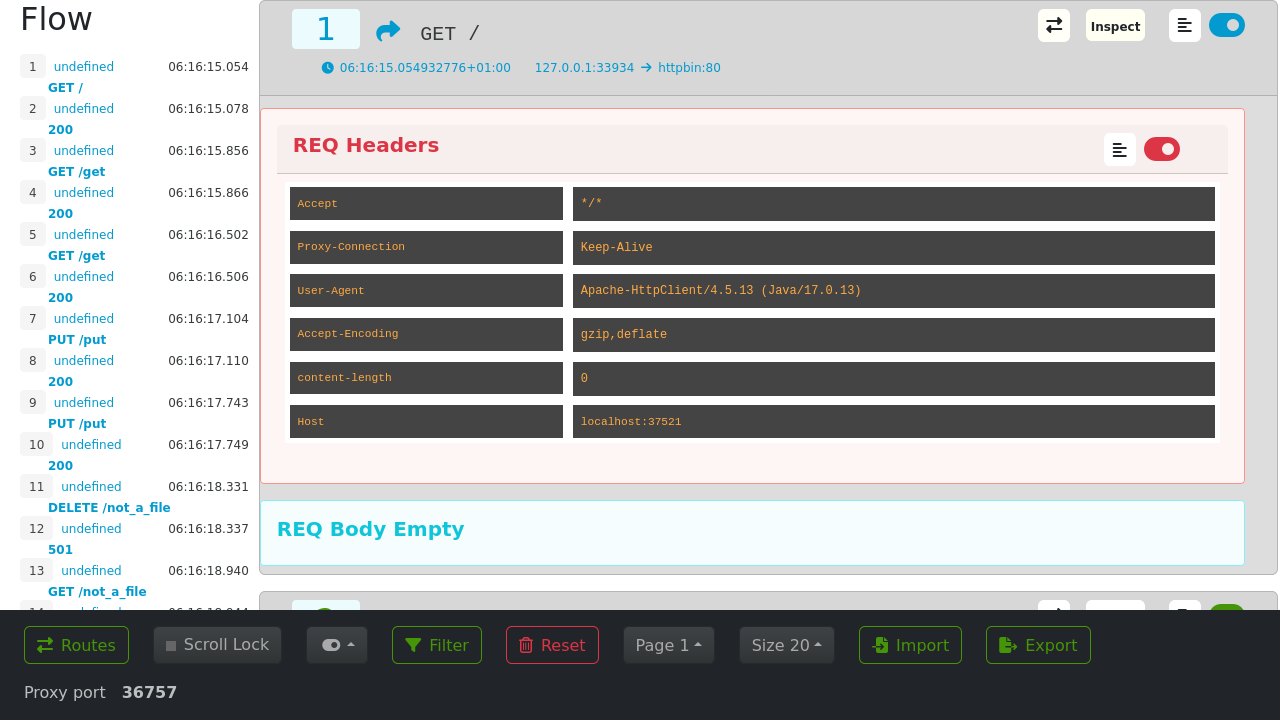 Flow
1 undefined 06:16:15.054
GET /
2 undefined 06:16:15.078
200
3 undefined 06:16:15.856
GET /get
4 undefined 06:16:15.866
200
5 undefined 06:16:16.502
GET /get
6 undefined 06:16:16.506
200
7 undefined 06:16:17.104
PUT /put
8 undefined 06:16:17.110
200
9 undefined 06:16:17.743
PUT /put
10 undefined 06:16:17.749
200
11 undefined 06:16:18.331
DELETE /not_a_file
12 undefined 06:16:18.337
501
13 undefined 06:16:18.940
GET /not_a_file
1 GET / Inspect
06:16:15.054932776+01:00 127.0.0.1:33934 → httpbin:80
REQ Headers
Accept */*
Proxy-Connection Keep-Alive
User-Agent Apache-HttpClient/4.5.13 (Java/17.0.13)
Accept-Encoding gzip,deflate
content-length 0
Host localhost:37521
REQ Body Empty
Routes Scroll Lock Filter Reset Page 1 Size 20 Import Export
Proxy port 36757